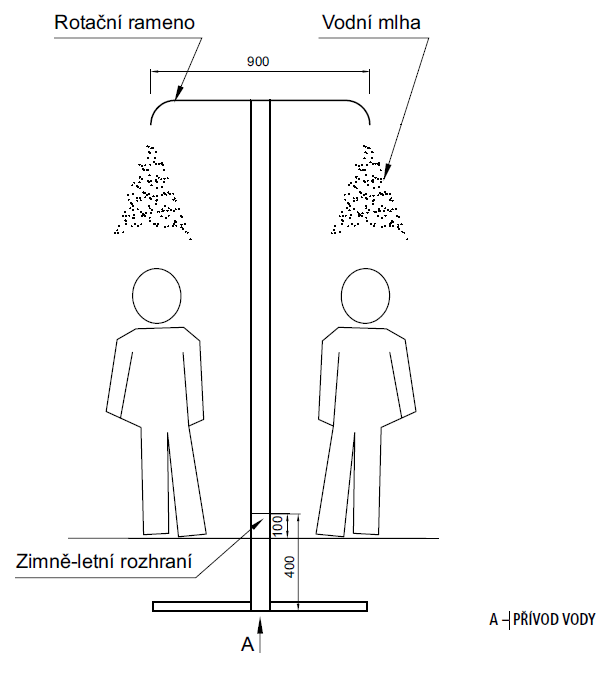 Rotační rameno
Vodní mlha
900
100
Zimně-letní rozhraní
400
A
A PŘÍVOD VODY